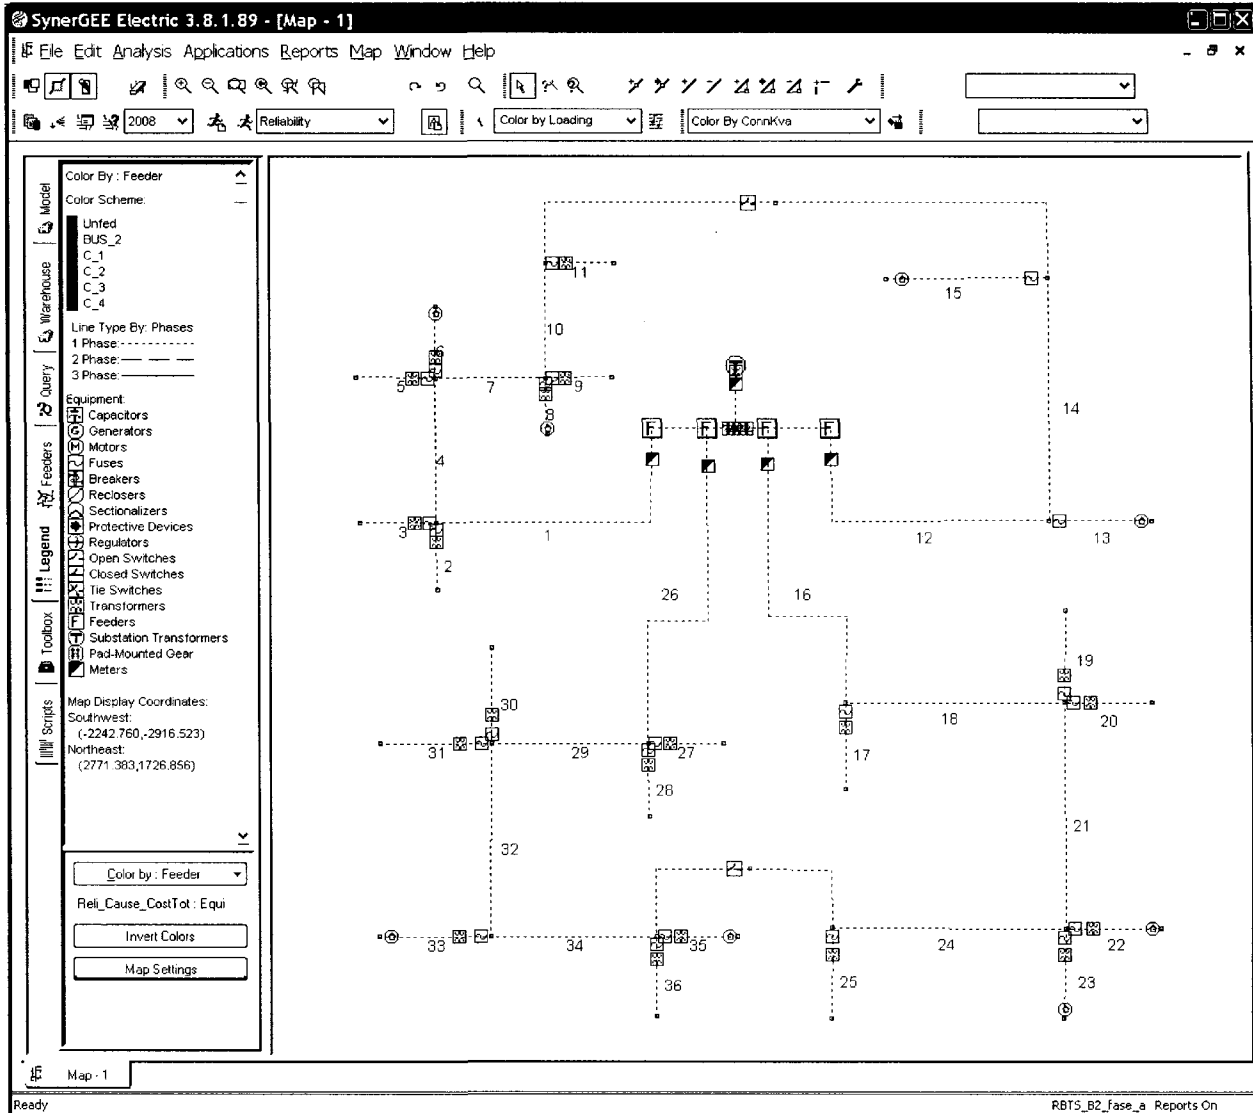 SynerGEE Electric 3.8.1.89 - [Map - 1]
File Edit Analysis Applications Reports Map Window Help
2008 Reliability Color by Loading Color By ConnKva
Model
Warehouse
Query
Feeders
Legend
Toolbox
Scripts
Color By : Feeder
Color Scheme:
Unfed
BUS_2
C_1
C_2
C_3
C_4
Line Type By: Phases
1 Phase:
2 Phase:
3 Phase:
Equipment:
Capacitors
G Generators
M Motors
Fuses
Breakers
Reclosers
Sectionalizers
Protective Devices
Regulators
Open Switches
Closed Switches
Tie Switches
Transformers
F Feeders
T Substation Transformers
Pad-Mounted Gear
Meters
Map Display Coordinates:
Southwest:
(-2242.760,-2916.523)
Northeast:
(2771.383,1726.856)
Color by : Feeder
Reli_Cause_CostTot : Equi
Invert Colors
Map Settings
11
15
10
6
5 7 9
8
14
T
F F F F
4
3 1 12 13
2
26 16
19
30 18 20
31 29 27 17
28
21
32
33 34 35 24 22
36 25 23
Map - 1
Ready RBTS_B2_fase_a Reports On